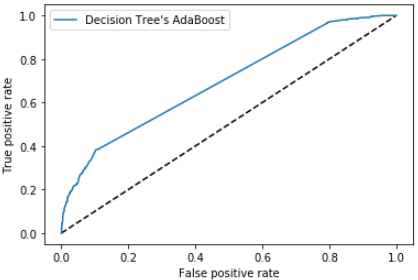 Decision Tree's AdaBoost
True positive rate
1.0
0.8
0.6
0.4
0.2
0.0
0.0 0.2 0.4 0.6 0.8 1.0
False positive rate